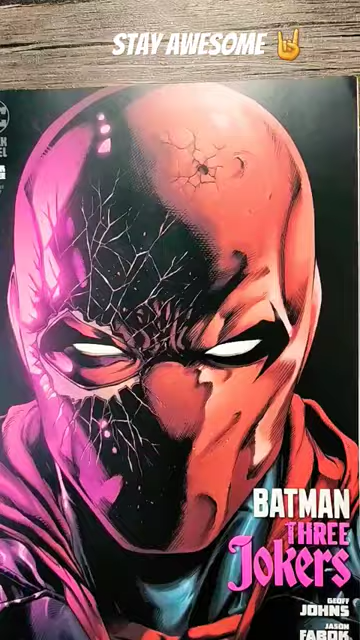 STAY AWESOME 🤘
BATMAN
THREE
Jokers
GEOFF
JOHNS
JASON
FABOK